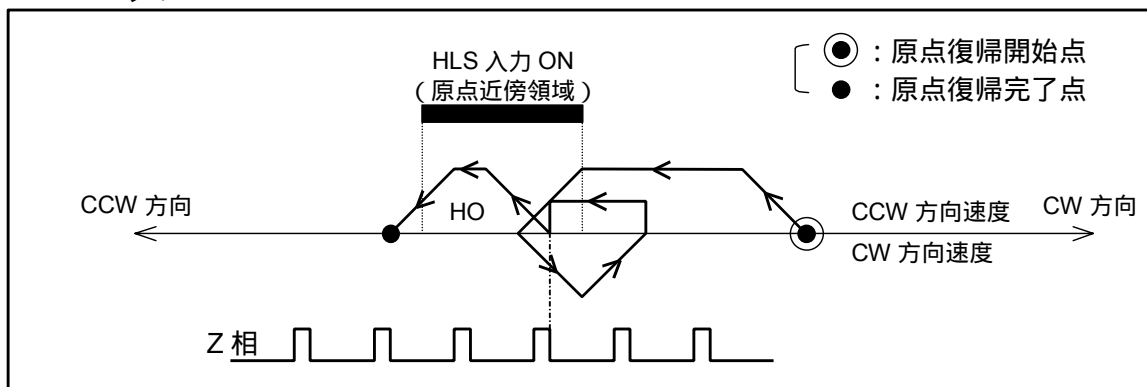 HLS 入力 ON
(原点近傍領域)
：原点復帰開始点
：原点復帰完了点
CCW 方向
HO
CCW 方向速度
CW 方向
CW 方向速度
Z 相